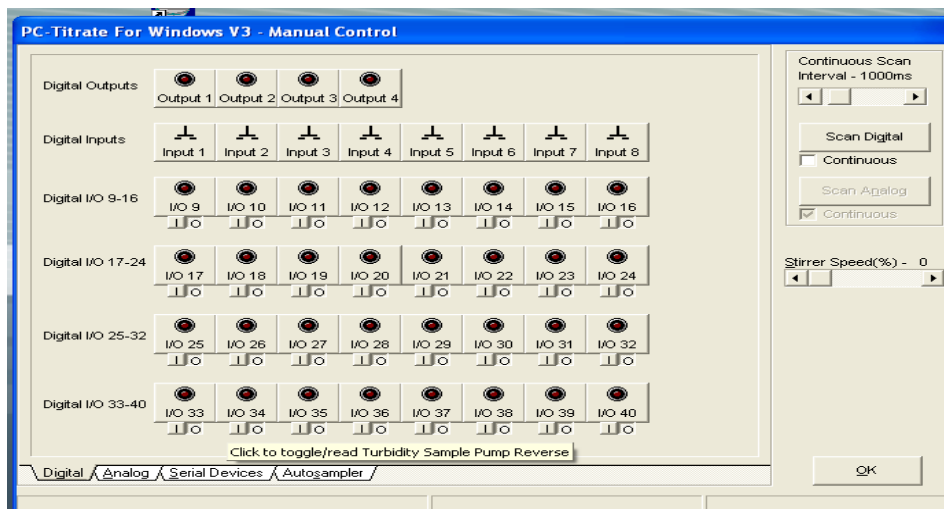 PC-Titrate For Windows V3 - Manual Control
Digital Outputs
Output 1 Output 2 Output 3 Output 4
Digital Inputs
Input 1 Input 2 Input 3 Input 4 Input 5 Input 6 Input 7 Input 8
Digital I/O 9-16
I/O 9 I/O 10 I/O 11 I/O 12 I/O 13 I/O 14 I/O 15 I/O 16
I O I O I O I O I O I O I O I O
Digital I/O 17-24
I/O 17 I/O 18 I/O 19 I/O 20 I/O 21 I/O 22 I/O 23 I/O 24
I O I O I O I O I O I O I O I O
Digital I/O 25-32
I/O 25 I/O 26 I/O 27 I/O 28 I/O 29 I/O 30 I/O 31 I/O 32
I O I O I O I O I O I O I O I O
Digital I/O 33-40
I/O 33 I/O 34 I/O 35 I/O 36 I/O 37 I/O 38 I/O 39 I/O 40
I O I O I O I O I O I O I O I O
Click to toggle/read Turbidity Sample Pump Reverse
Digital Analog Serial Devices Autosampler
Continuous Scan
Interval - 1000ms
Scan Digital
Continuous
Scan Analog
Continuous
Stirrer Speed(%) - 0
OK